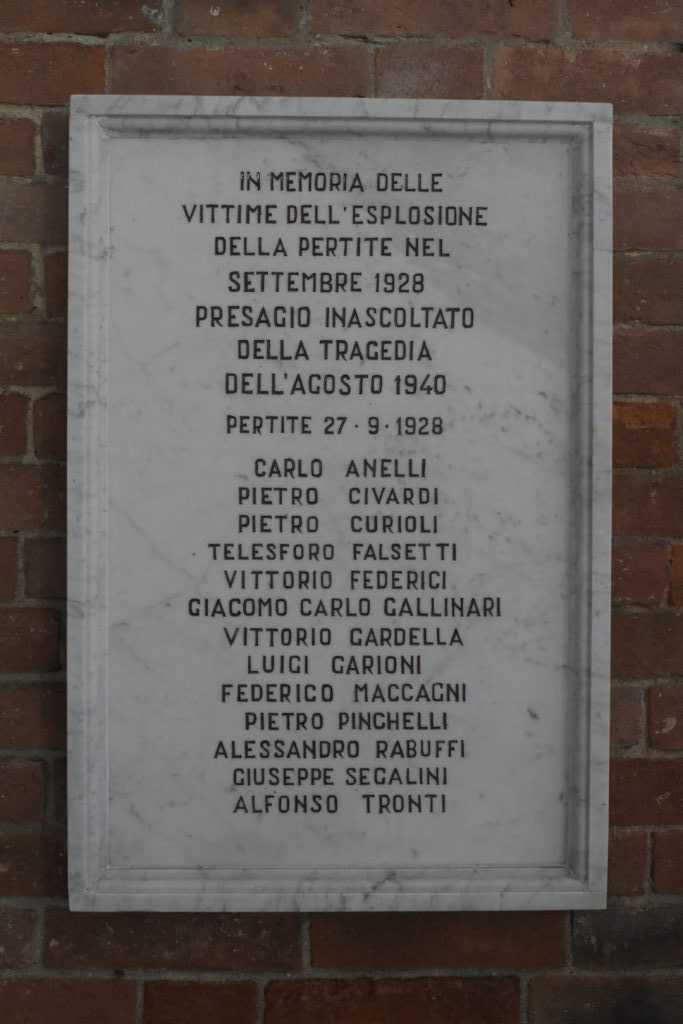 IN MEMORIA DELLE
VITTIME DELL'ESPLOSIONE
DELLA PERTITE NEL
SETTEMBRE 1928
PRESAGIO INASCOLTATO
DELLA TRAGEDIA
DELL'AGOSTO 1940
PERTITE 27·9·1928
CARLO ANELLI
PIETRO CIVARDI
PIETRO CURIOLI
TELESFORO FALSETTI
VITTORIO FEDERICI
GIACOMO CARLO GALLINARI
VITTORIO GARDELLA
LUIGI GARIONI
FEDERICO MACCAGNI
PIETRO PINGHELLI
ALESSANDRO RABUFFI
GIUSEPPE SEGALINI
ALFONSO TRONTI